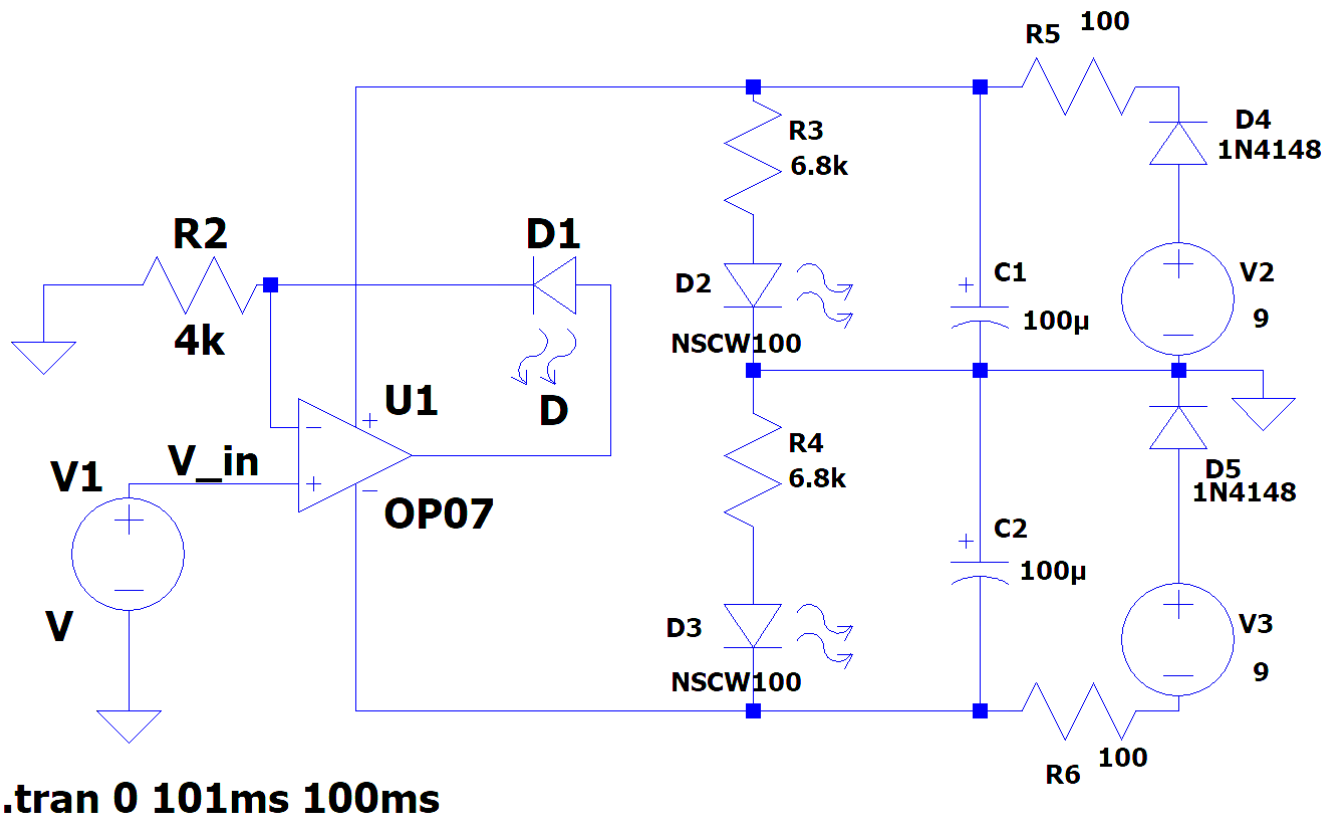 R5 100
R3
6.8k
D4
1N4148
R2
4k
D1
D
D2
NSCW100
+
C1
100µ
+
−
V2
9
U1
+
−
+
−
OP07
V_in
V1
+
−
V
R4
6.8k
D5
1N4148
+
C2
100µ
D3
NSCW100
+
−
V3
9
R6 100
.tran 0 101ms 100ms